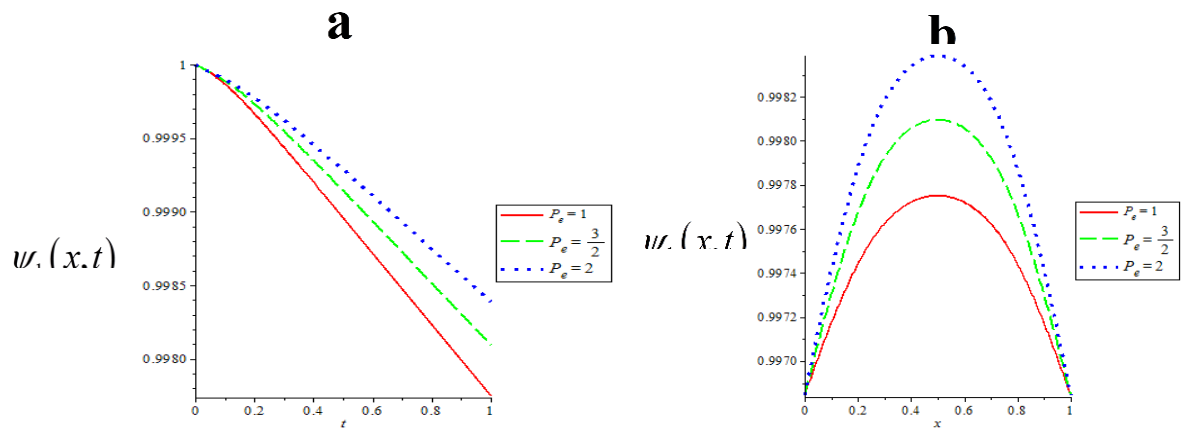 a
1
0.9995
0.9990
0.9985
0.9980
0 0.2 0.4 0.6 0.8 1
t
(x,t)
P_e = 1
P_e = 3/2
P_e = 2
b
0.9982
0.9980
0.9978
0.9976
0.9974
0.9972
0.9970
0 0.2 0.4 0.6 0.8 1
x
(x,t)
P_e = 1
P_e = 3/2
P_e = 2